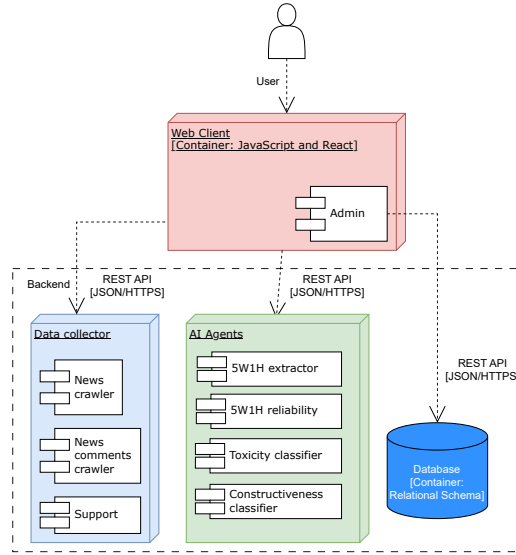 User
Web Client
[Container: JavaScript and React]
Admin
Backend
REST API
[JSON/HTTPS]
REST API
[JSON/HTTPS]
REST API
[JSON/HTTPS
Data collector
News
crawler
News
comments
crawler
Support
AI Agents
5W1H extractor
5W1H reliability
Toxicity classifier
Constructiveness
classifier
Database
[Container:
Relational Schema]